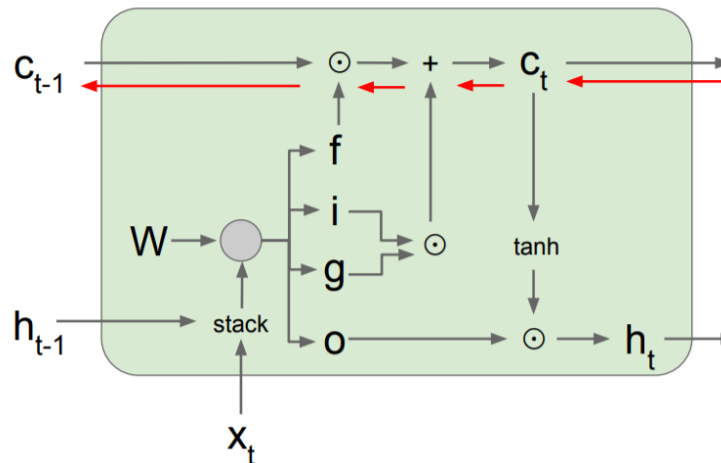 c_{t-1} ⊙ + c_t
f
W i
g ⊙ tanh
h_{t-1} stack o ⊙ h_t
x_t